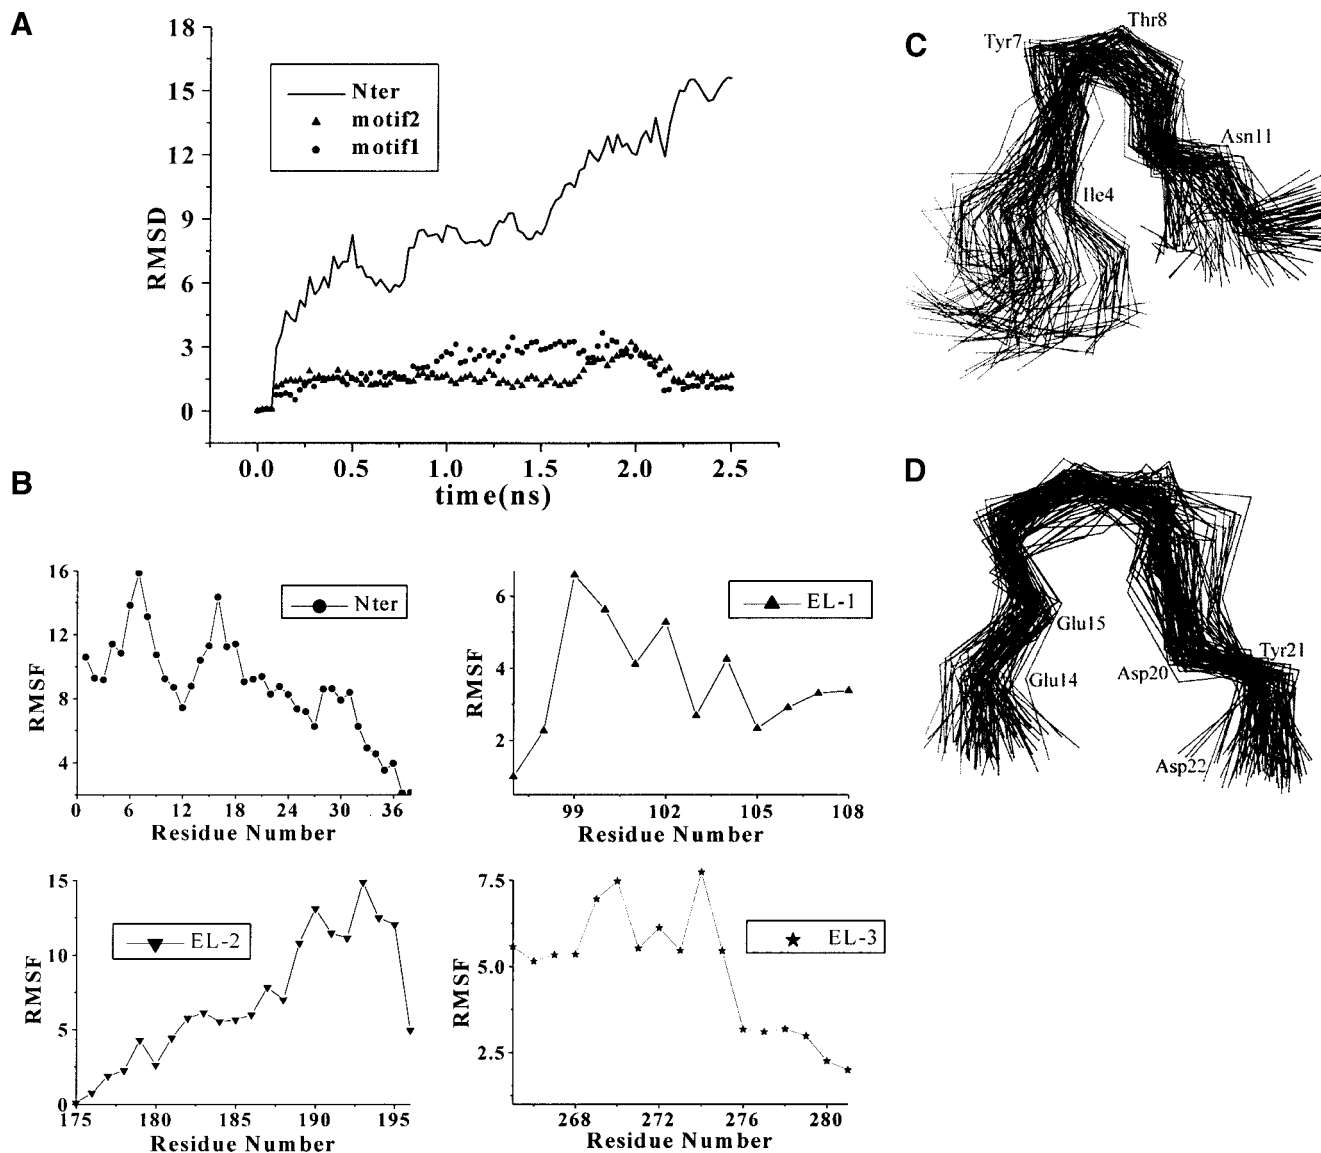 A
18
15
12
9
6
3
0
RMSD
Nter
motif2
motif1
0.0 0.5 1.0 1.5 2.0 2.5
time(ns)
C
Tyr7
Thr8
Asn11
Ile4
B
16
12
8
4
RMSF
Nter
0 6 12 18 24 30 36
Residue Number
6
4
2
RMSF
EL-1
99 102 105 108
Residue Number
15
10
5
0
RMSF
EL-2
175 180 185 190 195
Residue Number
7.5
5.0
2.5
RMSF
EL-3
268 272 276 280
Residue Number
D
Glu15
Glu14
Tyr21
Asp20
Asp22